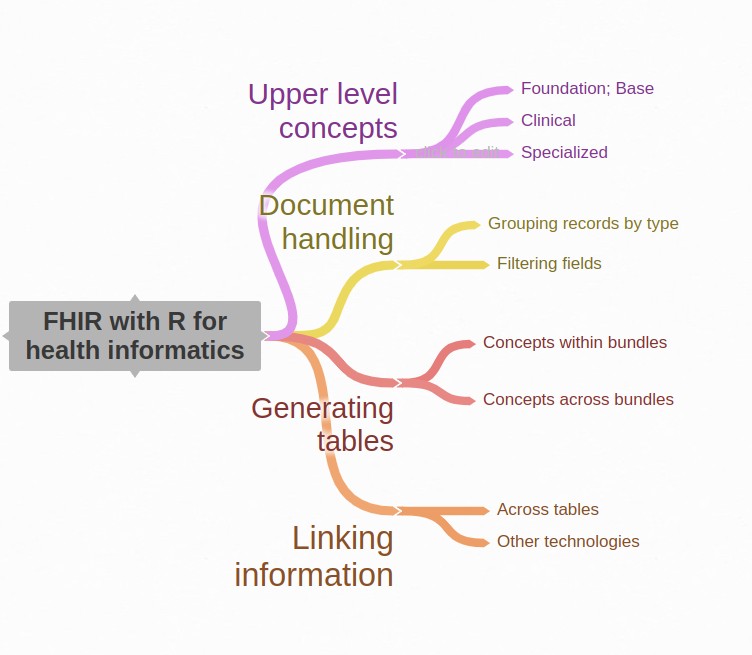 FHIR with R for
health informatics
Upper level
concepts
Foundation; Base
Clinical
Specialized
Document
handling
Grouping records by type
Filtering fields
Generating
tables
Concepts within bundles
Concepts across bundles
Linking
information
Across tables
Other technologies